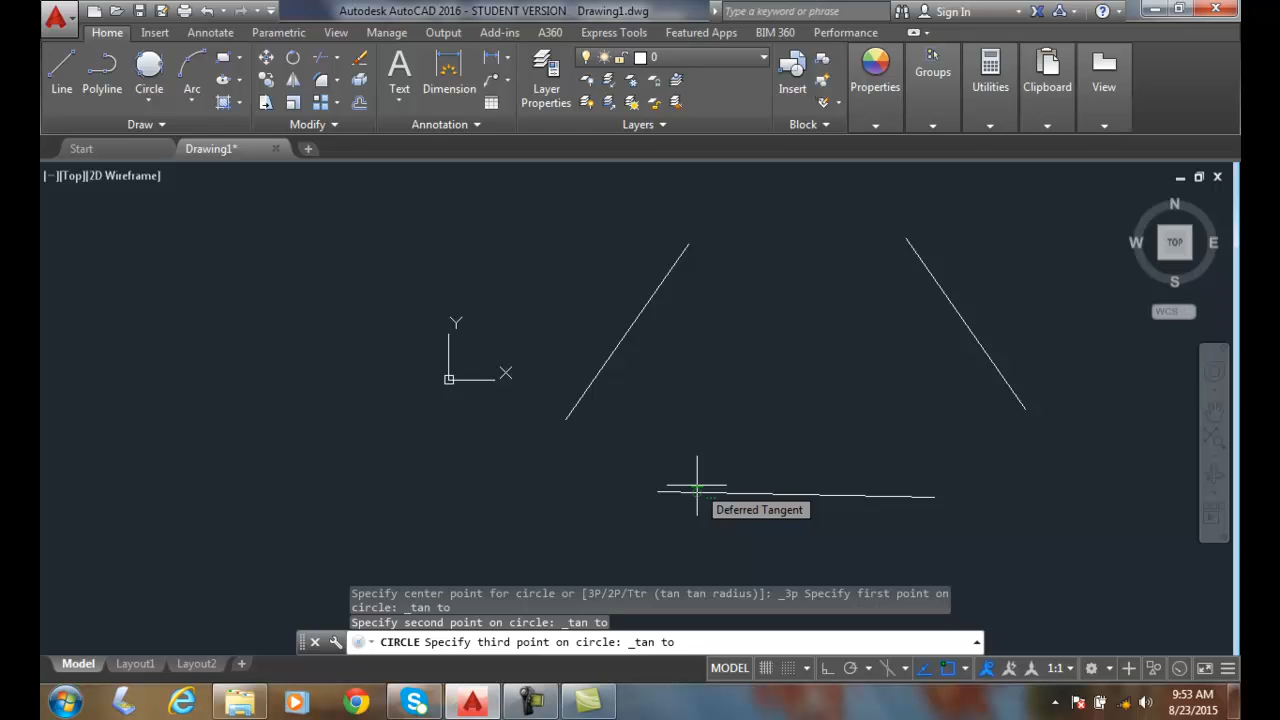 Autodesk AutoCAD 2016 - STUDENT VERSION Drawing1.dwg
Type a keyword or phrase
Sign In
Home Insert Annotate Parametric View Manage Output Add-ins A360 Express Tools Featured Apps BIM 360 Performance
0
Line Polyline Circle Arc Text Dimension Layer Properties Insert Properties Groups Utilities Clipboard View
Draw Modify Annotation Layers Block
Start Drawing1*
[−][Top][2D Wireframe]
N
W TOP E
S
WCS
Y
X
Deferred Tangent
Specify center point for circle or [3P/2P/Ttr (tan tan radius)]: _3p Specify first point on
circle: _tan to
Specify second point on circle: _tan to
CIRCLE Specify third point on circle: _tan to
Model Layout1 Layout2 + MODEL 1:1
9:53 AM
8/23/2015